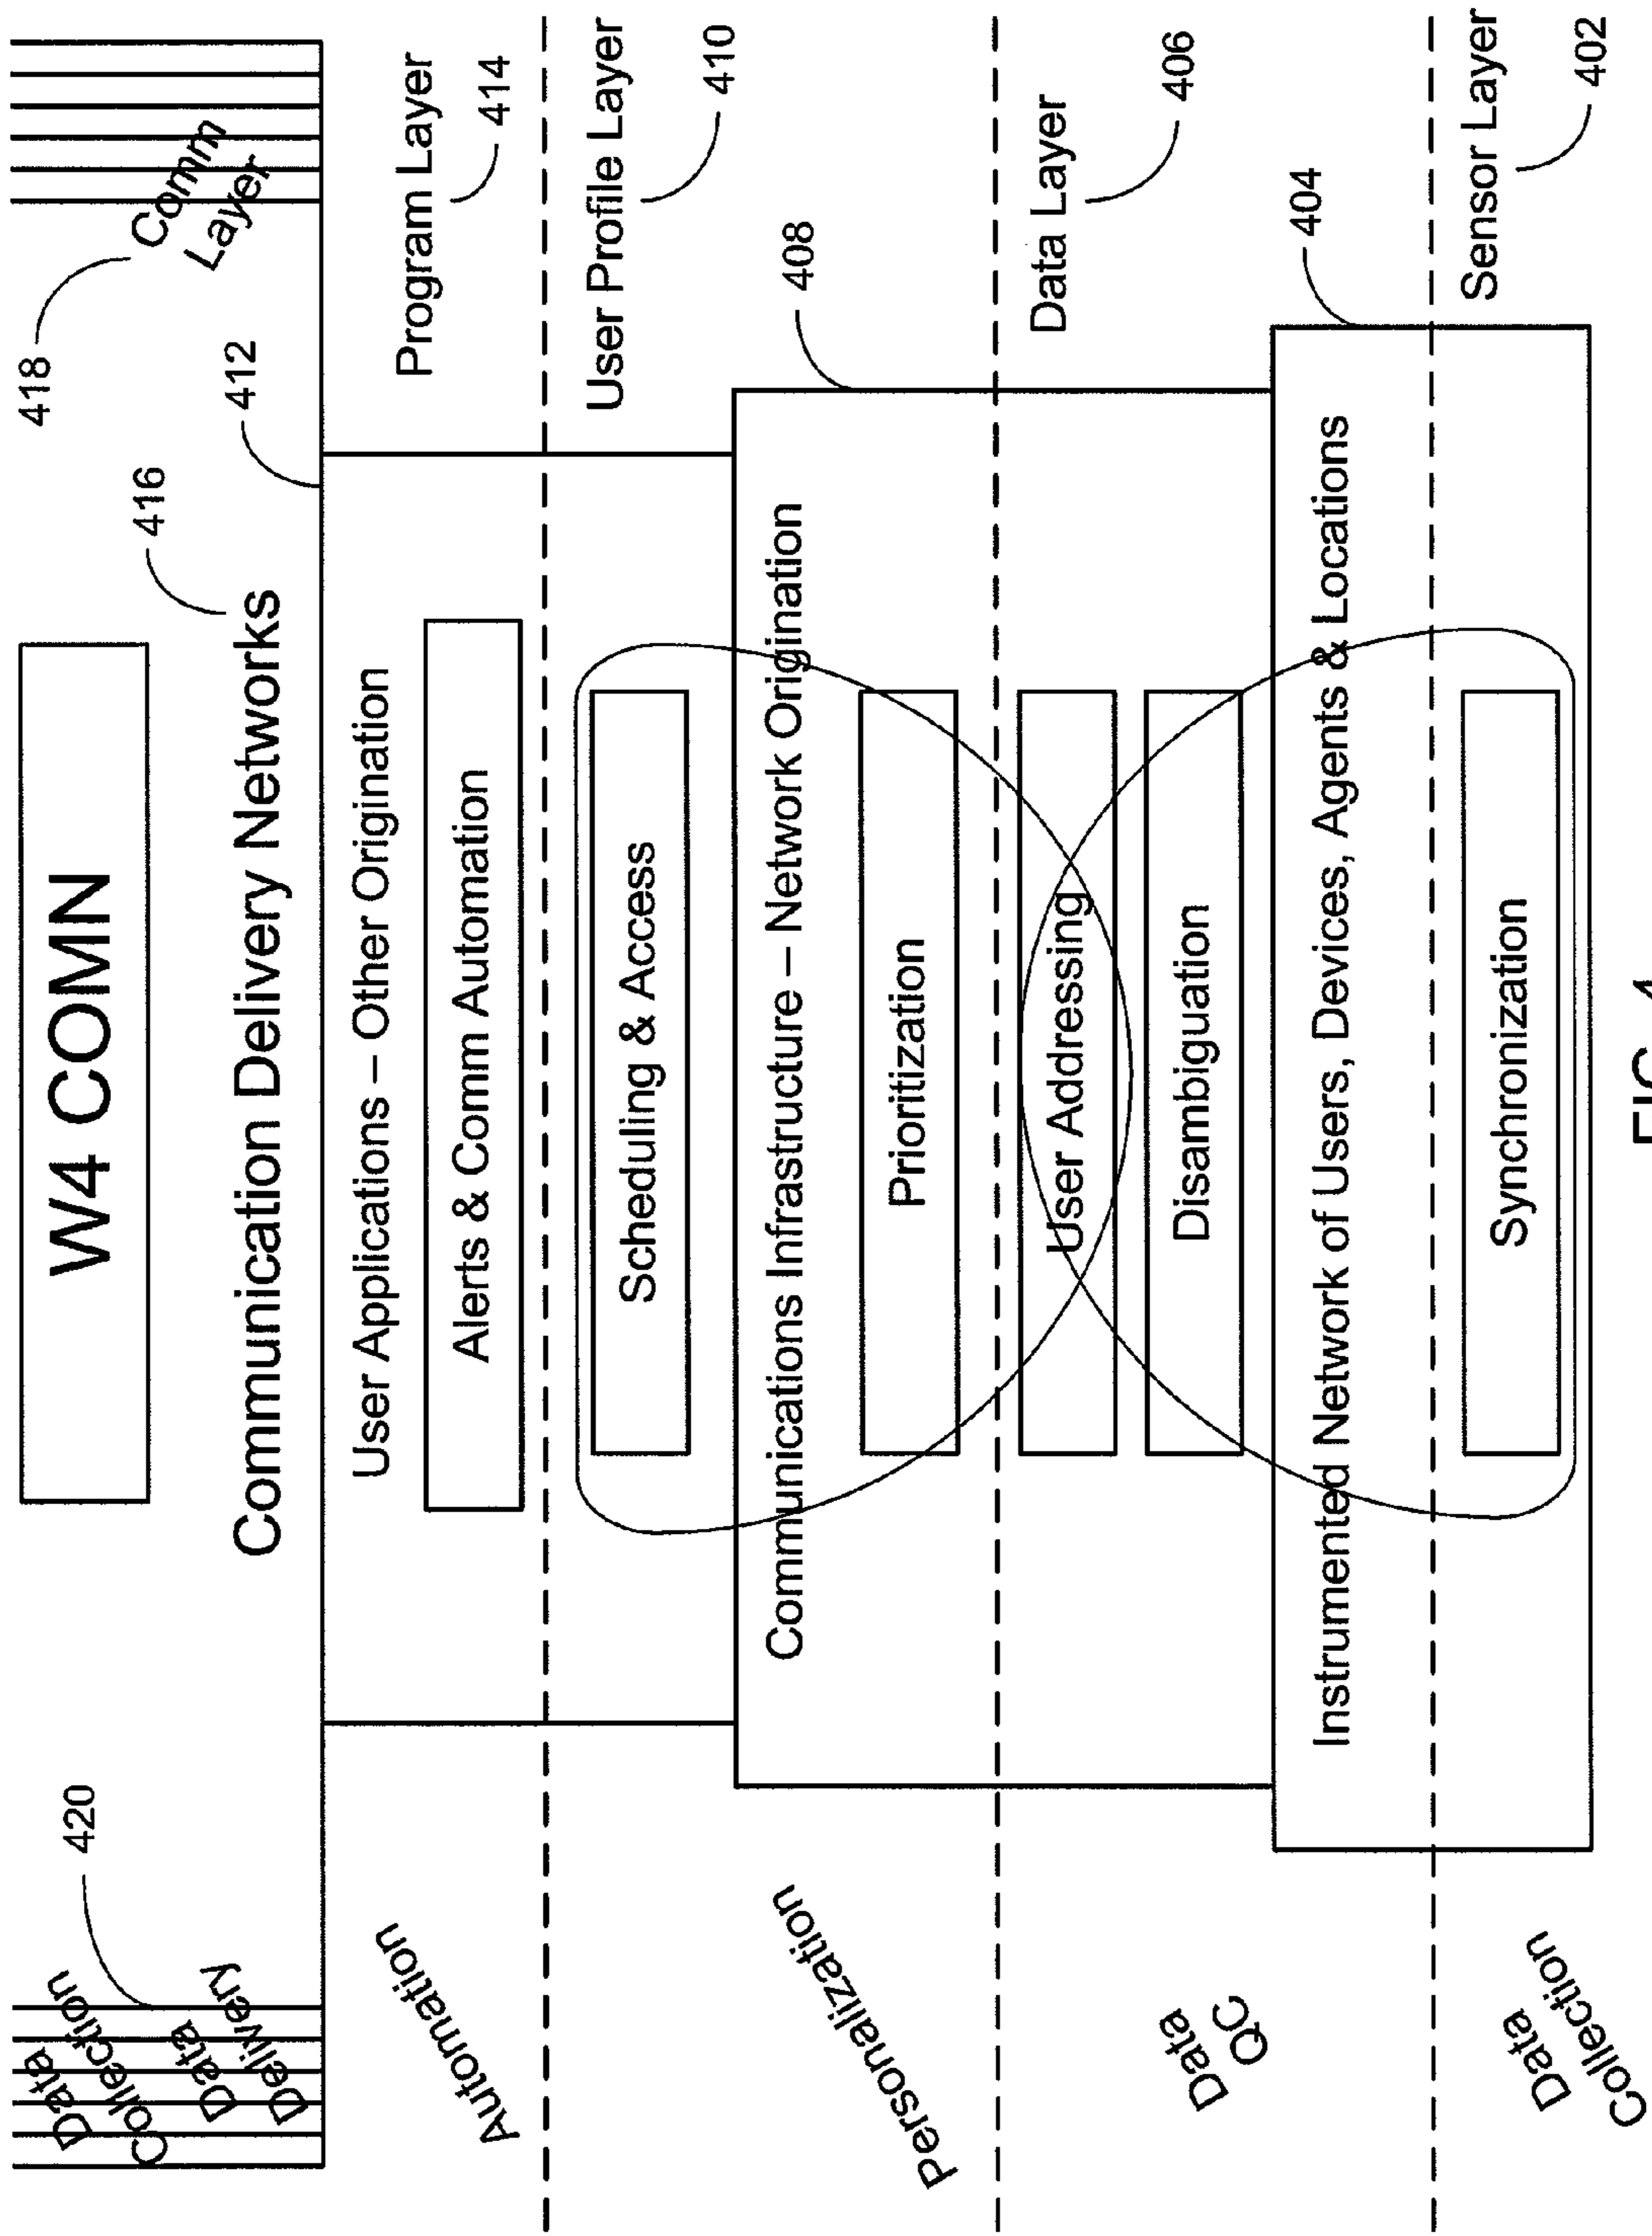 W4 COMN
418
Comm
Layer
420
Data
Collection
Data
Delivery
416
Communication Delivery Networks
412
User Applications – Other Origination
Program Layer
414
Automation
Alerts & Comm Automation
User Profile Layer
410
Scheduling & Access
Communications Infrastructure – Network Origination
408
Personalization
Prioritization
Data Layer
406
User Addressing
Data
QC
Disambiguation
404
Instrumented Network of Users, Devices, Agents & Locations
Sensor Layer
402
Data
Collection
Synchronization
FIG. 4